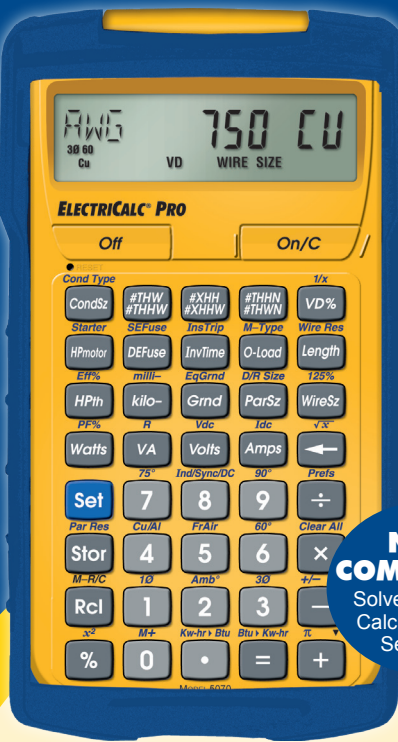 AWG 750 CU
3Ø 60
Cu VD WIRE SIZE
ELECTRICALC® PRO
Off On/C
RESET
Cond Type 1/x
CondSz #THW #THHW #XHH #XHHW #THHN #THWN VD%
Starter SEFuse InsTrip M–Type Wire Res
HPmotor DEFuse InvTime O-Load Length
Eff% milli– EqGrnd D/R Size 125%
HPth kilo– Grnd ParSz WireSz
PF% R Vdc Idc √x
Watts VA Volts Amps ←
75° Ind/Sync/DC 90° Prefs
Set 7 8 9 ÷
Par Res Cu/Al FrAir 60° Clear All
Stor 4 5 6 ×
M–R/C 1Ø Amb° 3Ø +/–
Rcl 1 2 3 –
x² M+ Kw-hr ▸ Btu Btu ▸ Kw-hr π ▼
% 0 • = +
MODEL 5070